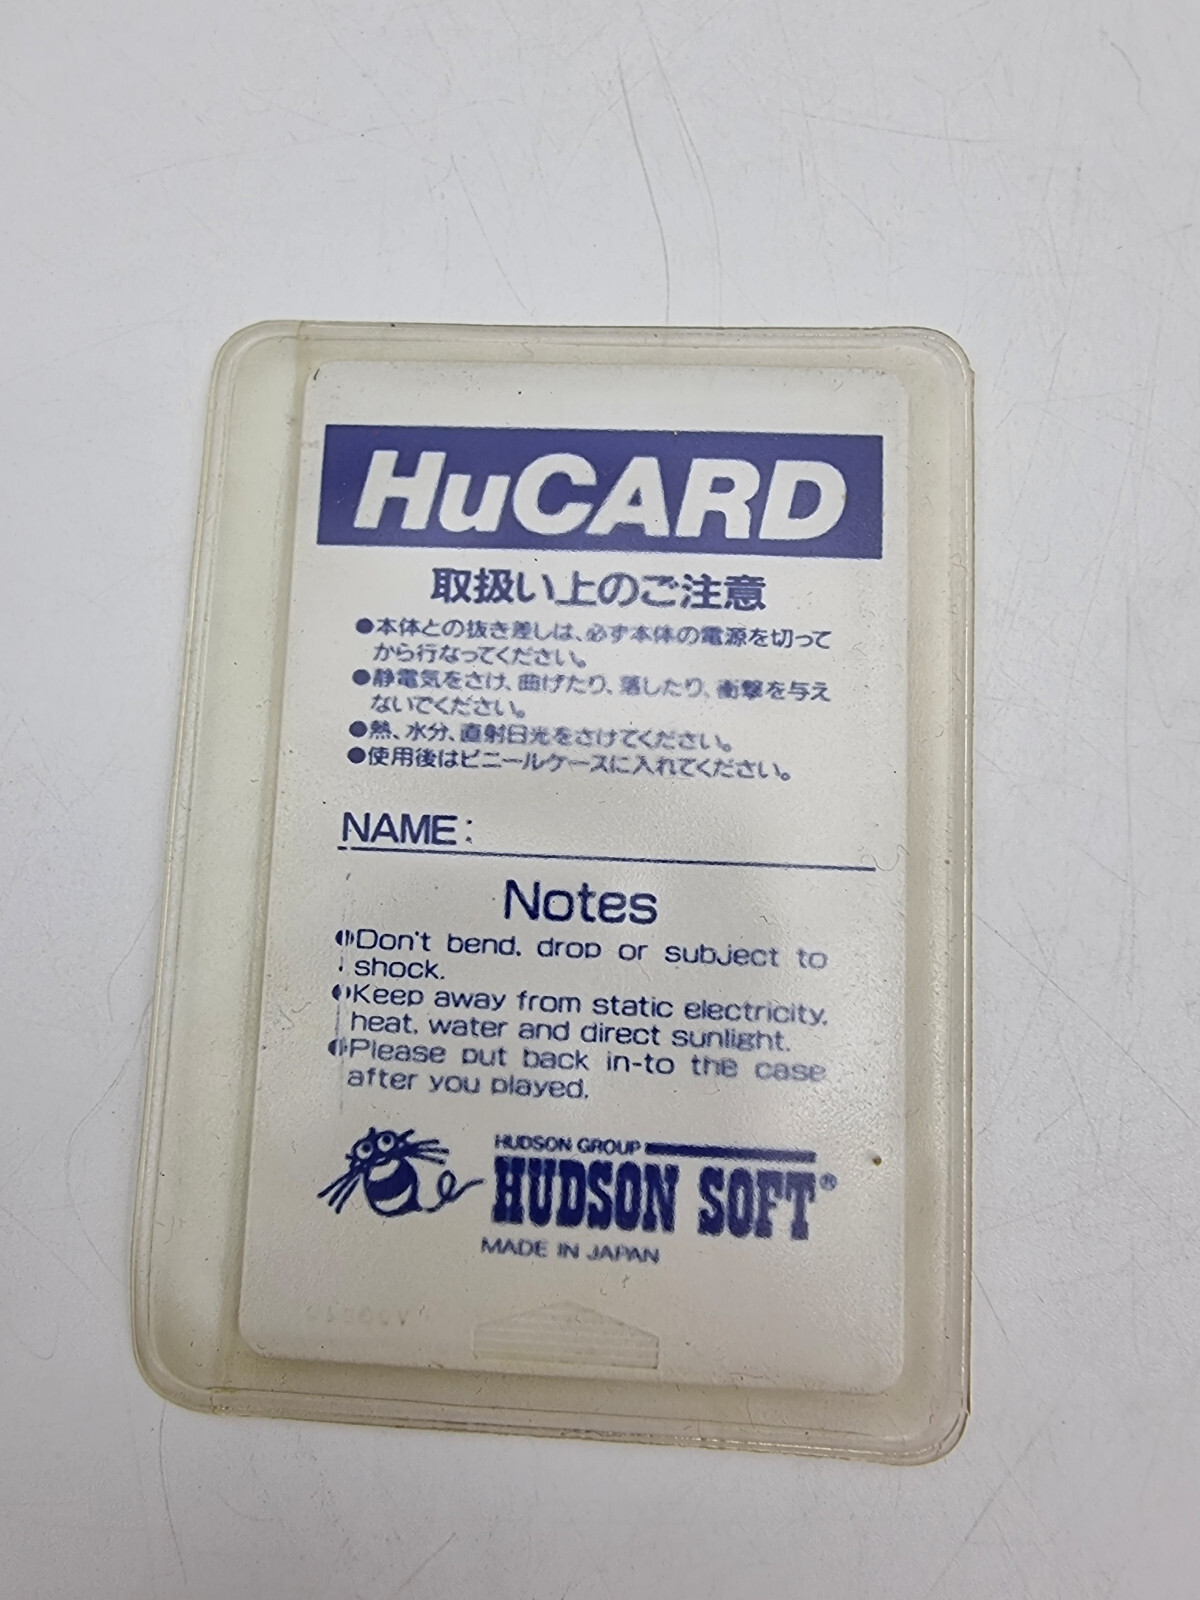 HuCARD
取扱い上のご注意
●本体との抜き差しは、必ず本体の電源を切って
から行なってください。
●静電気をさけ、曲げたり、落したり、衝撃を与え
ないでください。
●熱、水分、直射日光をさけてください。
●使用後はビニールケースに入れてください。
NAME:
Notes
●Don't bend, drop or subject to
shock.
●Keep away from static electricity,
heat, water and direct sunlight.
●Please put back in-to the case
after you played.
HUDSON GROUP
HUDSON SOFT®
MADE IN JAPAN